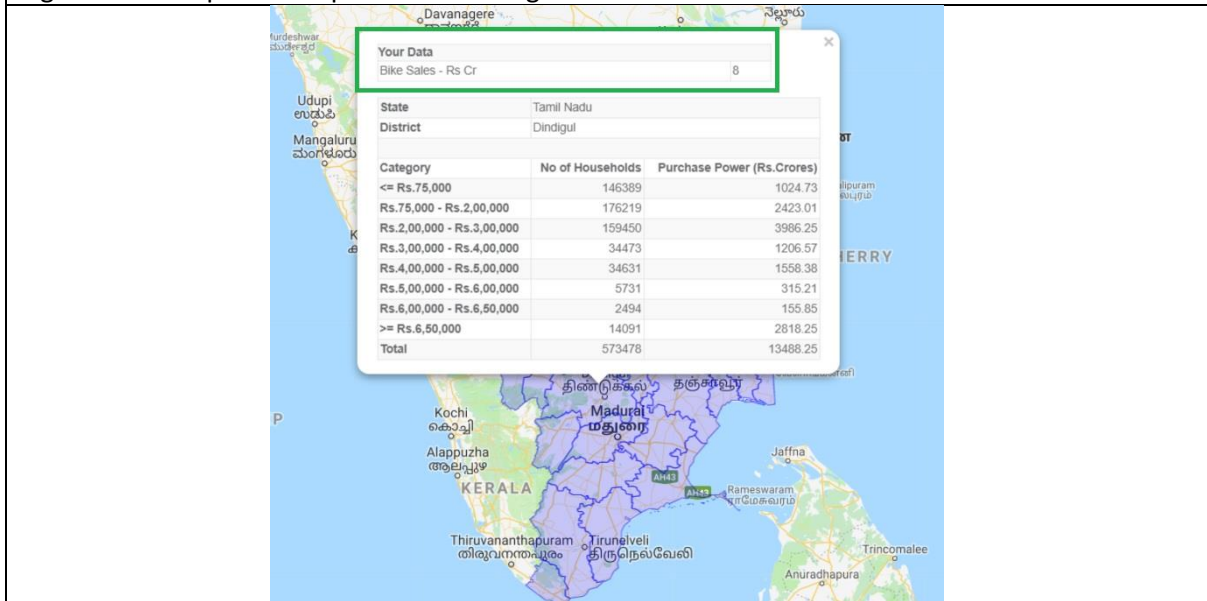 Davanagere
Your Data
Bike Sales - Rs Cr 8
Udupi
ಉಡುಪಿ
Mangaluru
State Tamil Nadu
District Dindigul
Category No of Households Purchase Power (Rs.Crores)
<= Rs.75,000 146389 1024.73
Rs.75,000 - Rs.2,00,000 176219 2423.01
Rs.2,00,000 - Rs.3,00,000 159450 3986.25
Rs.3,00,000 - Rs.4,00,000 34473 1206.57
Rs.4,00,000 - Rs.5,00,000 34631 1558.38
Rs.5,00,000 - Rs.6,00,000 5731 315.21
Rs.6,00,000 - Rs.6,50,000 2494 155.85
>= Rs.6,50,000 14091 2818.25
Total 573478 13488.25
திண்டுக்கல் தஞ்சாவூர்
Kochi
கொச்சி
Madurai
மதுரை
Alappuzha
ആലപ്പുഴ
KERALA
AH43
AH43
Jaffna
Rameswaram
ராமேசுவரம்
Thiruvananthapuram
திருவனந்தபுரம்
Tirunelveli
திருநெல்வேலி
Trincomalee
Anuradhapura